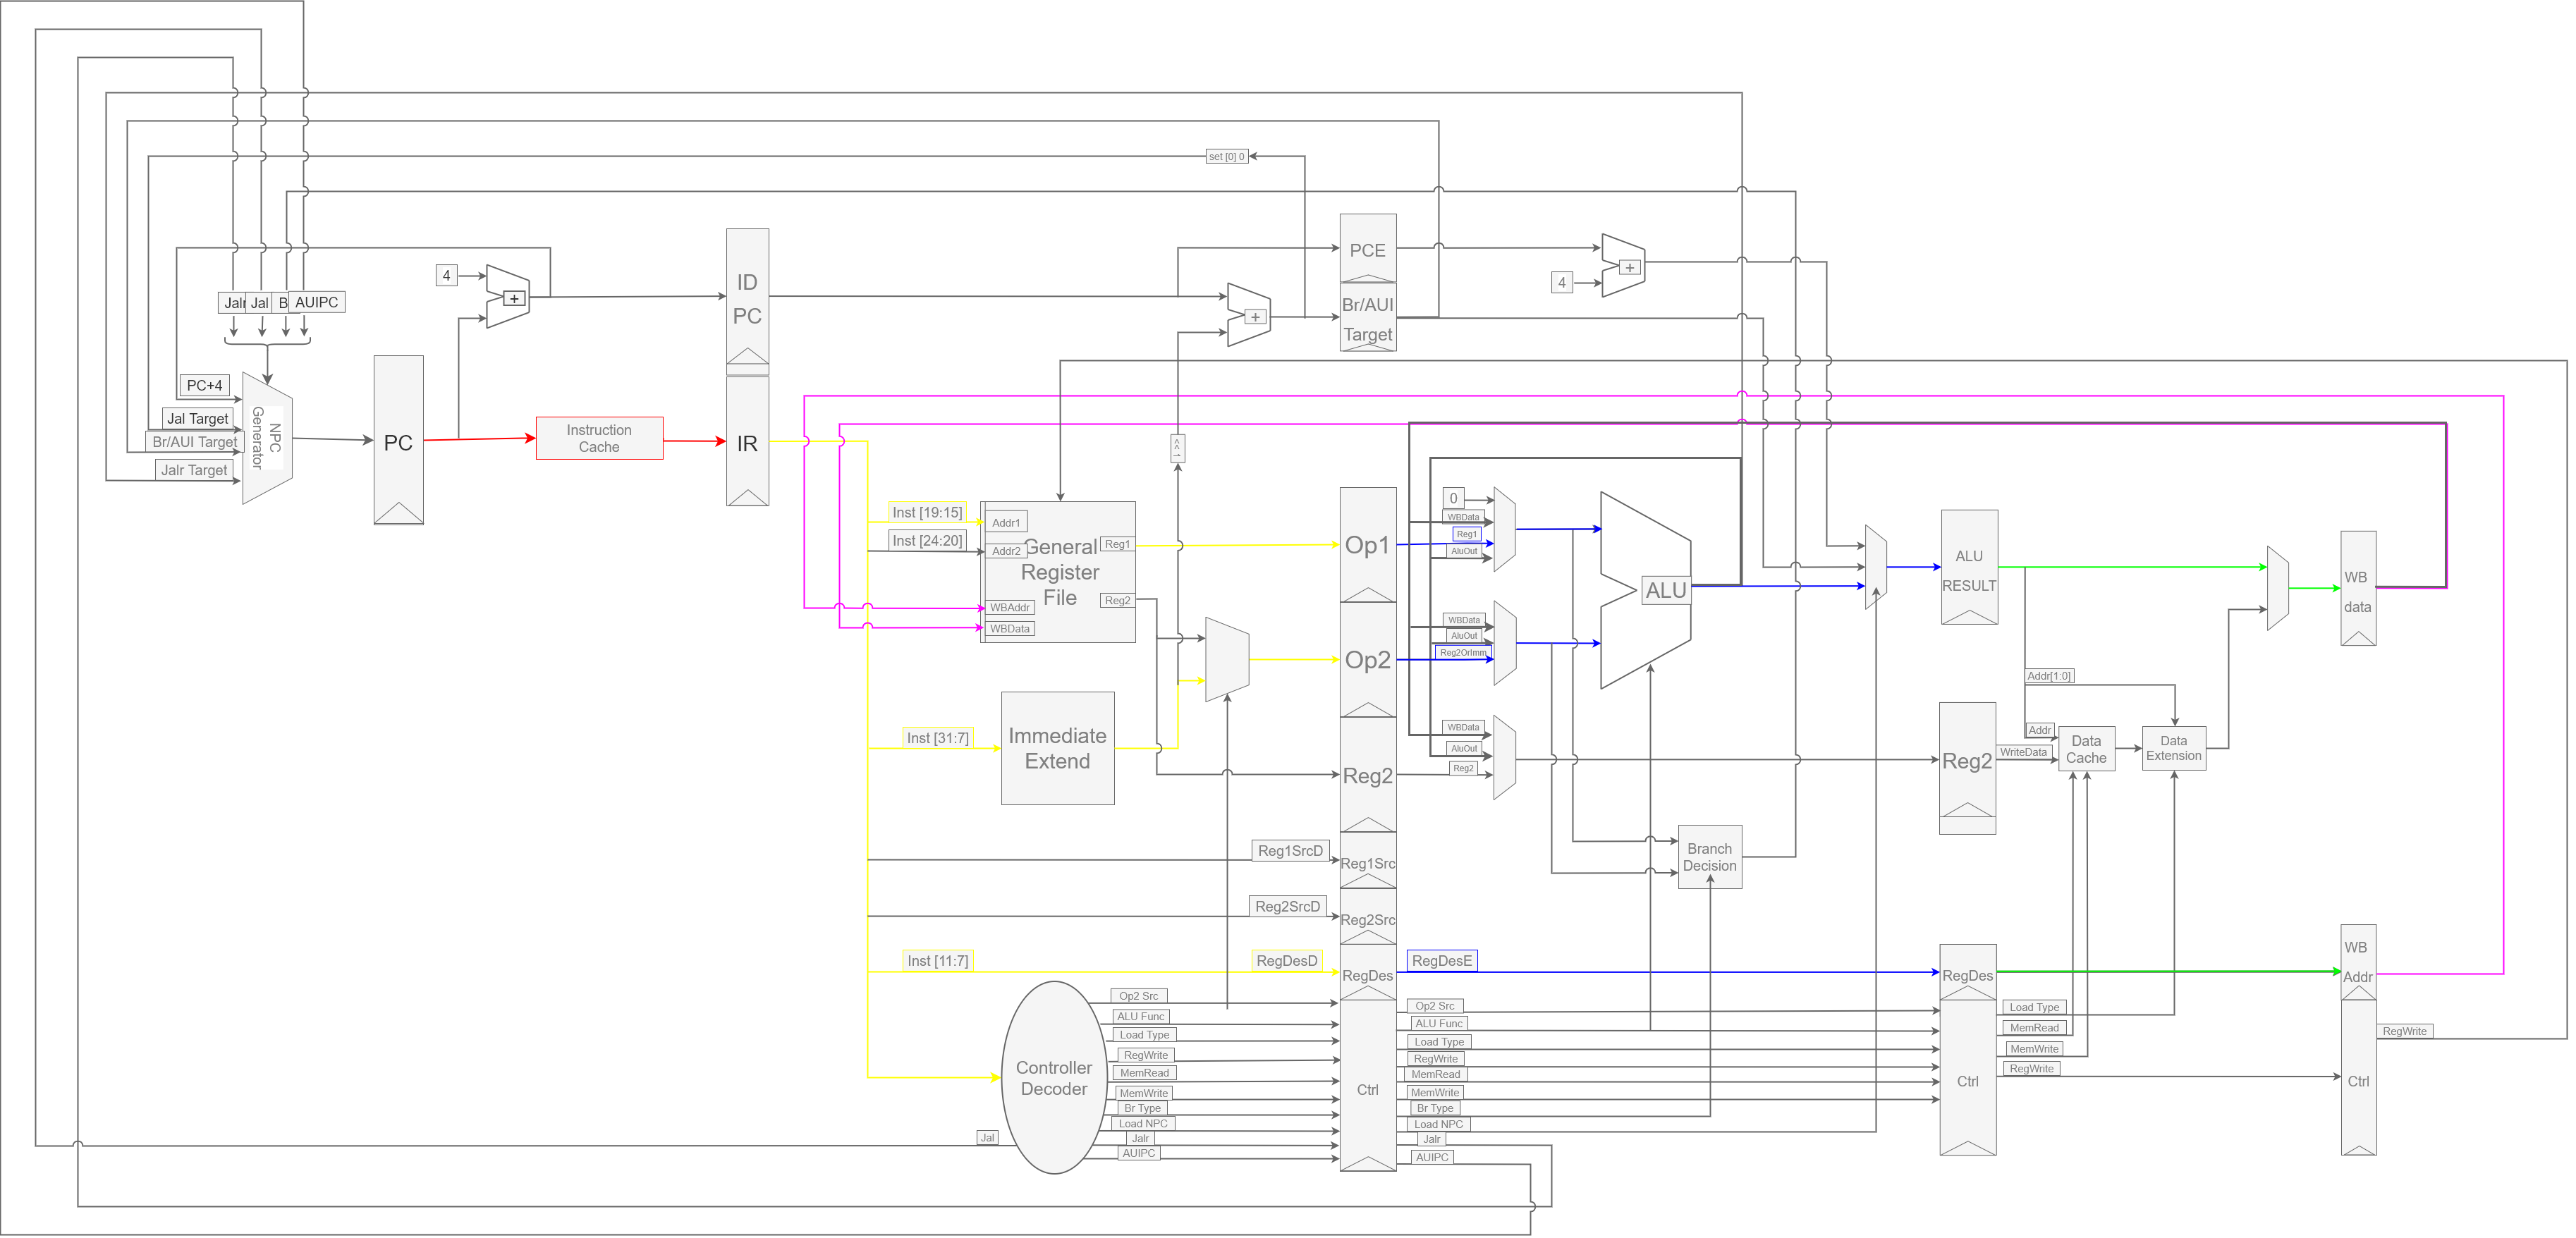 set [0] 0
PCE
ID
PC
4
+
Jalr
Jal
B
AUIPC
+
4
+
Br/AUI
Target
PC+4
Jal Target
Br/AUI Target
Jalr Target
NPC
Generator
PC
Instruction
Cache
IR
<< 1
Inst [19:15]
Inst [24:20]
Addr1
Addr2
General
Register
File
Reg1
Reg2
WBAddr
WBData
Op1
Op2
Reg2
0
WBData
Reg1
AluOut
WBData
AluOut
Reg2OrImm
WBData
AluOut
Reg2
ALU
ALU
RESULT
WB
data
Addr[1:0]
Addr
WriteData
Reg2
Data
Cache
Data
Extension
Inst [31:7]
Immediate
Extend
Branch
Decision
Reg1SrcD
Reg1Src
Reg2SrcD
Reg2Src
Inst [11:7]
RegDesD
RegDes
RegDesE
RegDes
WB
Addr
Controller
Decoder
Op2 Src
ALU Func
Load Type
RegWrite
MemRead
MemWrite
Br Type
Load NPC
Jalr
AUIPC
Jal
Ctrl
Op2 Src
ALU Func
Load Type
RegWrite
MemRead
MemWrite
Br Type
Load NPC
Jalr
AUIPC
Ctrl
Load Type
MemRead
MemWrite
RegWrite
Ctrl
RegWrite